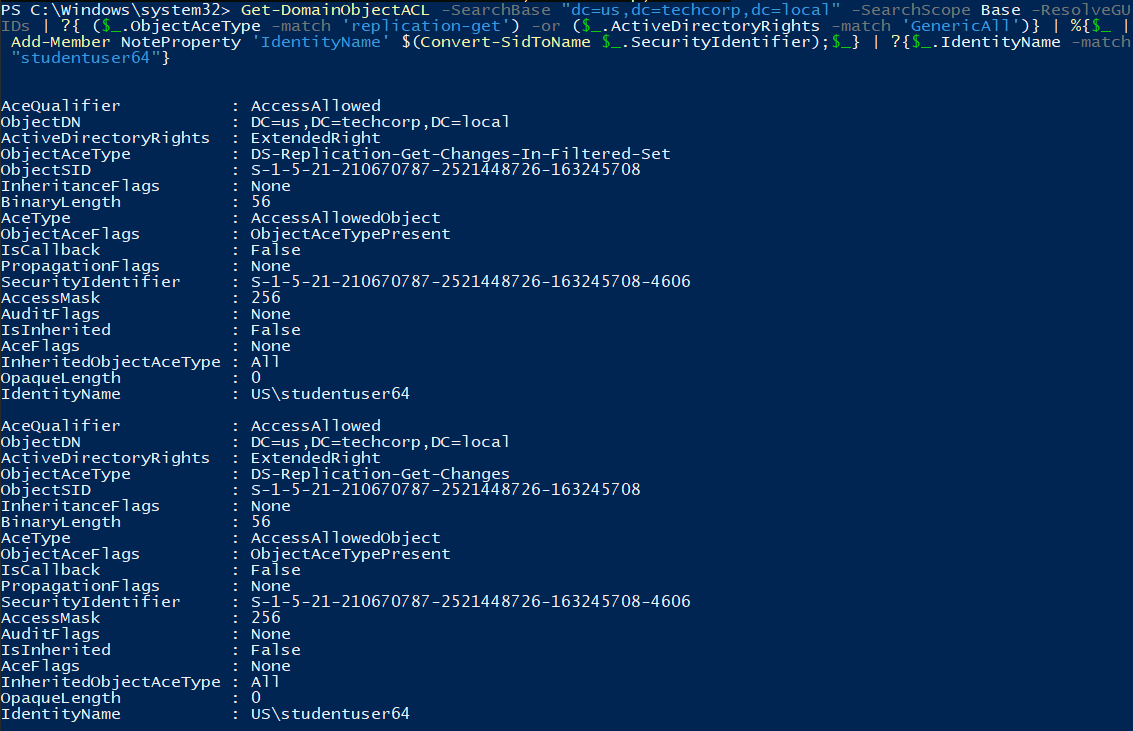 PS C:\Windows\system32> Get-DomainObjectACL -SearchBase "dc=us,dc=techcorp,dc=local" -SearchScope Base -ResolveGU
IDs | ?{ ($_.ObjectAceType -match 'replication-get') -or ($_.ActiveDirectoryRights -match 'GenericAll')} | %{$_ |
Add-Member NoteProperty 'IdentityName' $(Convert-SidToName $_.SecurityIdentifier);$_} | ?{$_.IdentityName -match
"studentuser64"}
AceQualifier : AccessAllowed
ObjectDN : DC=us,DC=techcorp,DC=local
ActiveDirectoryRights : ExtendedRight
ObjectAceType : DS-Replication-Get-Changes-In-Filtered-Set
ObjectSID : S-1-5-21-210670787-2521448726-163245708
InheritanceFlags : None
BinaryLength : 56
AceType : AccessAllowedObject
ObjectAceFlags : ObjectAceTypePresent
IsCallback : False
PropagationFlags : None
SecurityIdentifier : S-1-5-21-210670787-2521448726-163245708-4606
AccessMask : 256
AuditFlags : None
IsInherited : False
AceFlags : None
InheritedObjectAceType : All
OpaqueLength : 0
IdentityName : US\studentuser64
AceQualifier : AccessAllowed
ObjectDN : DC=us,DC=techcorp,DC=local
ActiveDirectoryRights : ExtendedRight
ObjectAceType : DS-Replication-Get-Changes
ObjectSID : S-1-5-21-210670787-2521448726-163245708
InheritanceFlags : None
BinaryLength : 56
AceType : AccessAllowedObject
ObjectAceFlags : ObjectAceTypePresent
IsCallback : False
PropagationFlags : None
SecurityIdentifier : S-1-5-21-210670787-2521448726-163245708-4606
AccessMask : 256
AuditFlags : None
IsInherited : False
AceFlags : None
InheritedObjectAceType : All
OpaqueLength : 0
IdentityName : US\studentuser64